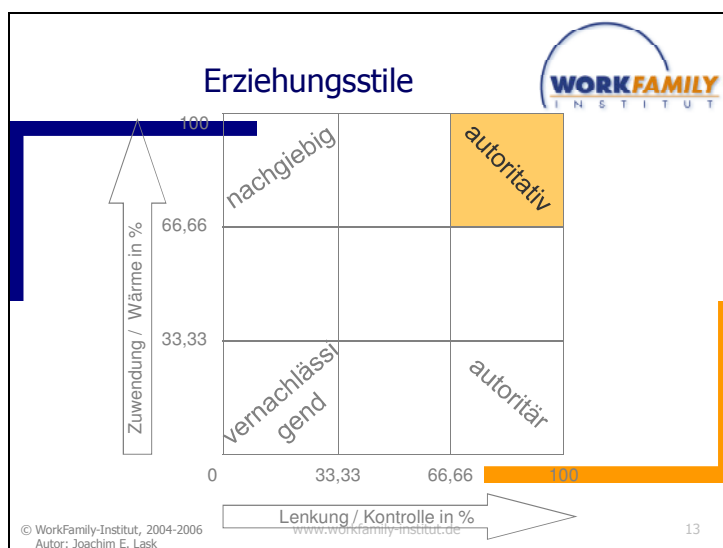 Erziehungsstile
WORKFAMILY
INSTITUT
100
nachgiebig
autoritativ
66,66
Zuwendung / Wärme in %
33,33
vernachlässi
gend
autoritär
0
33,33
66,66
100
Lenkung / Kontrolle in %
© WorkFamily-Institut, 2004-2006
Autor: Joachim E. Lask
www.workfamily-institut.de
13